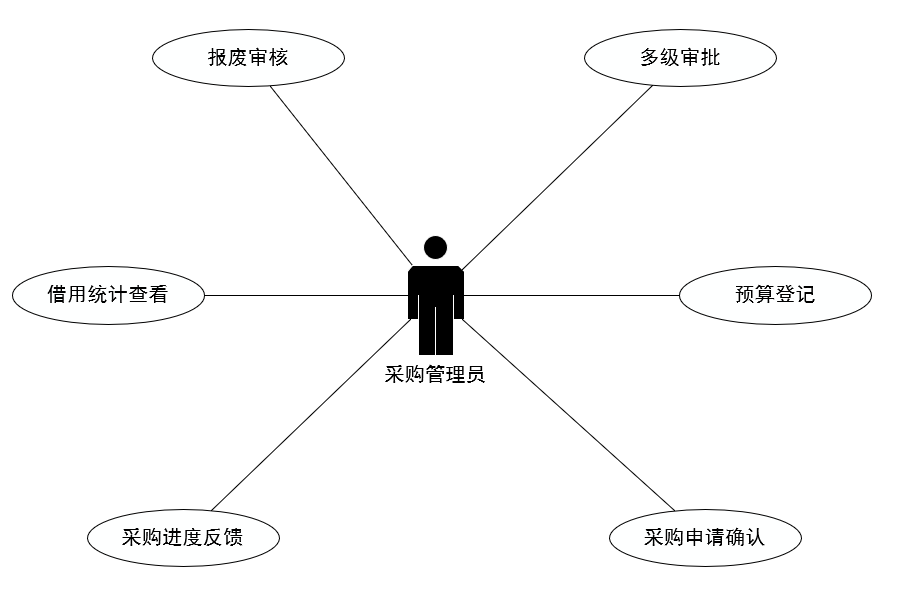 报废审核
多级审批
借用统计查看
预算登记
采购管理员
采购进度反馈
采购申请确认